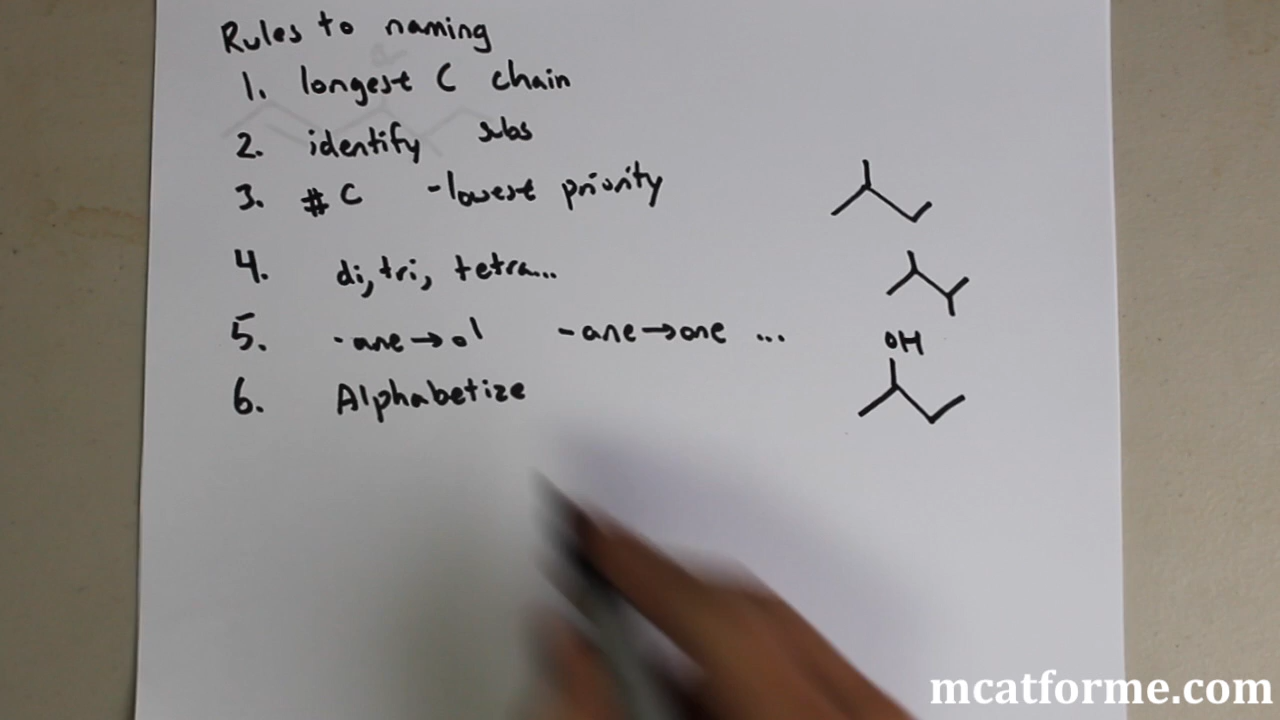 Rules to naming
1. longest C chain
2. identify subs
3. # C -lowest priority
4. di, tri, tetra...
5. -ane→ol -ane→one ...
OH
6. Alphabetize
mcatforme.com